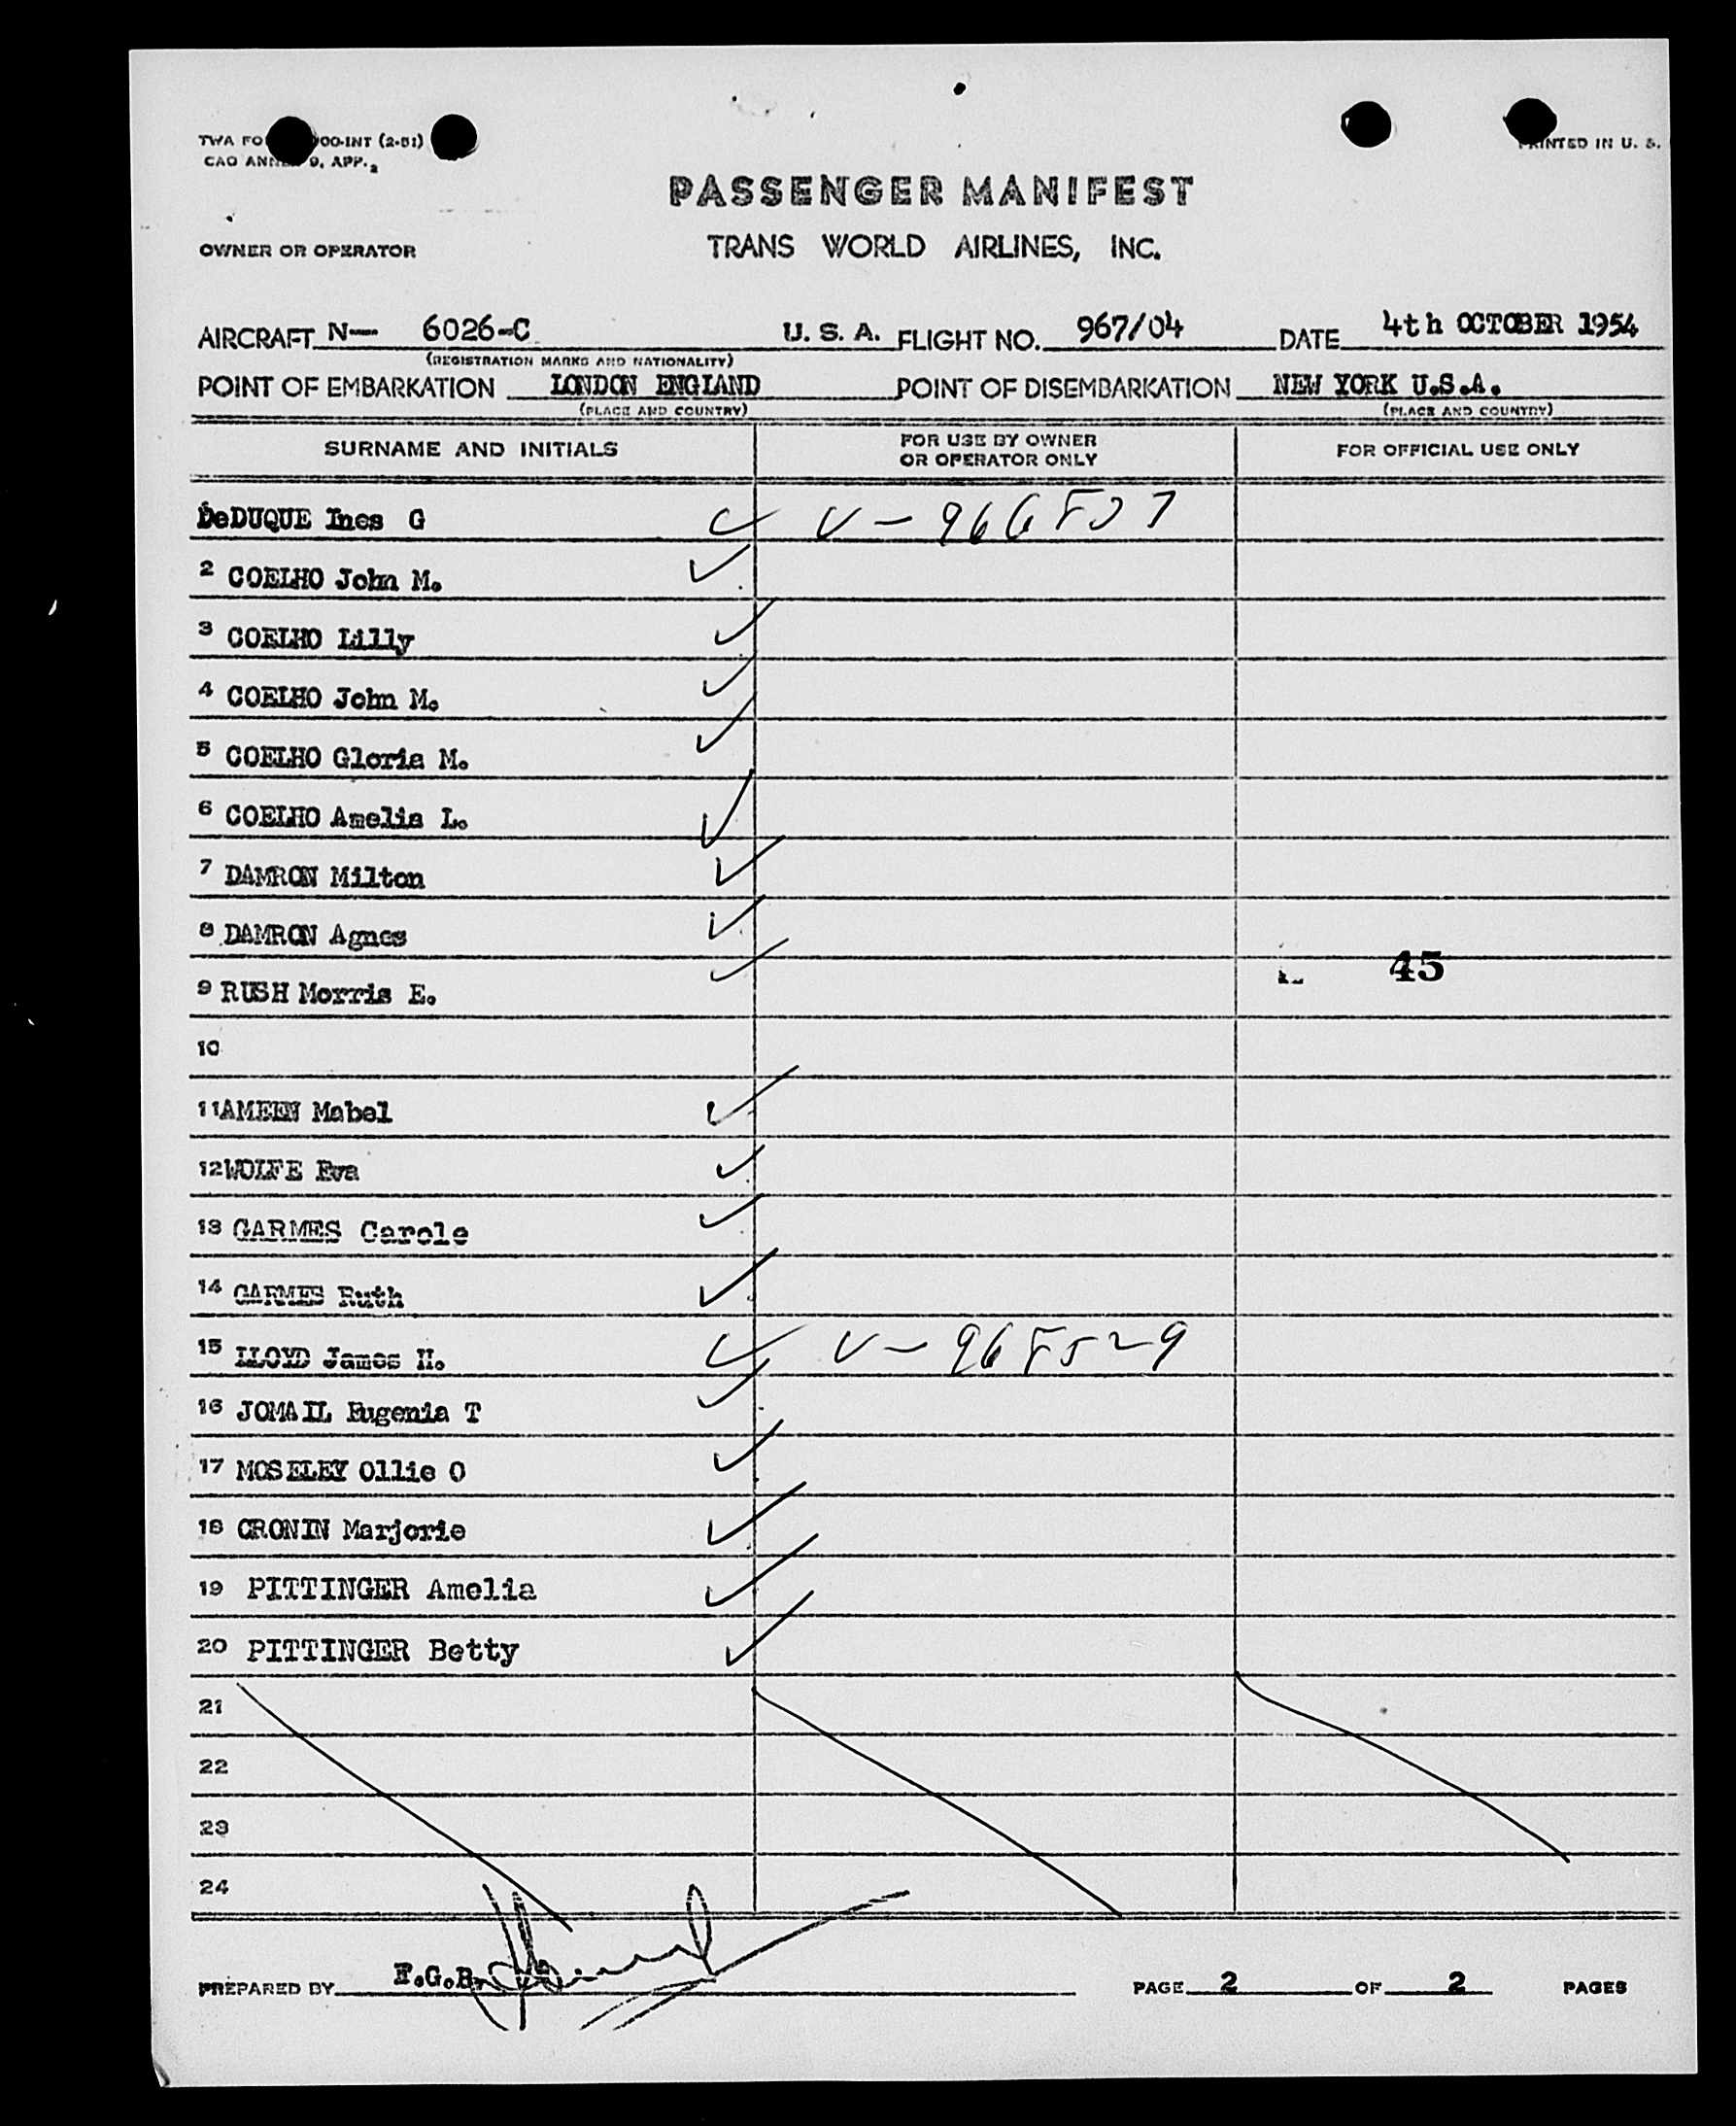 TWA FO 00-INT (2-51)
CAO ANNEX 9, APP. 2
PRINTED IN U. S.
PASSENGER MANIFEST
OWNER OR OPERATOR TRANS WORLD AIRLINES, INC.
AIRCRAFT N— 6026-C U. S. A. FLIGHT NO. 967/04 DATE 4th OCTOBER 1954
(REGISTRATION MARKS AND NATIONALITY)
POINT OF EMBARKATION LONDON ENGLAND POINT OF DISEMBARKATION NEW YORK U.S.A.
(PLACE AND COUNTRY) (PLACE AND COUNTRY)
SURNAME AND INITIALS FOR USE BY OWNER OR OPERATOR ONLY FOR OFFICIAL USE ONLY
DeDUQUE Ines G V-
2 COELHO John M.
3 COELHO Lilly
4 COELHO John M.
5 COELHO Gloria M.
6 COELHO Amelia L.
7 DAMRON Milton
8 DAMRON Agnes
45
9 RUSH Morris E.
10
11 AMEEN Mabel
12 WOLFE Eva
13 GARMES Carole
14 GARMES Ruth
15 LLOYD James H. V-968529
16 JOMAIL Eugenia T
17 MOSELEY Ollie O
18 CRONIN Marjorie
19 PITTINGER Amelia
20 PITTINGER Betty
21
22
23
24
PREPARED BY F.G.B. PAGE 2 OF 2 PAGES